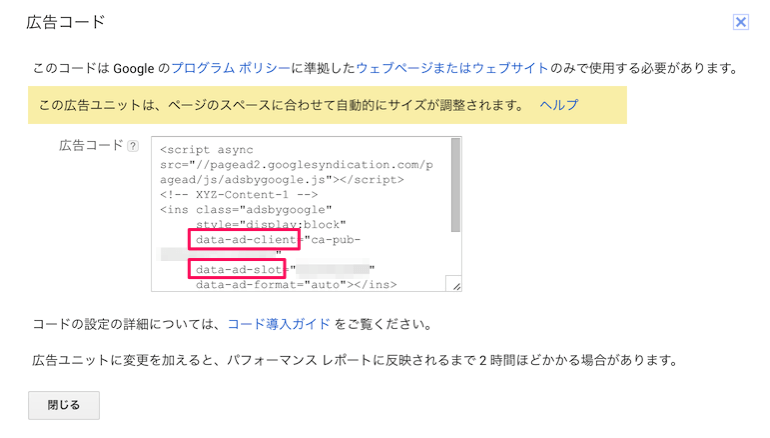 広告コード
このコードは Google のプログラム ポリシーに準拠したウェブページまたはウェブサイトのみで使用する必要があります。
この広告ユニットは、ページのスペースに合わせて自動的にサイズが調整されます。 ヘルプ
広告コード ?
<script async
src="//pagead2.googlesyndication.com/p
agead/js/adsbygoogle.js"></script>
<!-- XYZ-Content-1 -->
<ins class="adsbygoogle"
style="display:block"
data-ad-client="ca-pub-
"
data-ad-slot=" "
data-ad-format="auto"></ins>
コードの設定の詳細については、コード導入ガイド をご覧ください。
広告ユニットに変更を加えると、パフォーマンス レポートに反映されるまで 2 時間ほどかかる場合があります。
閉じる